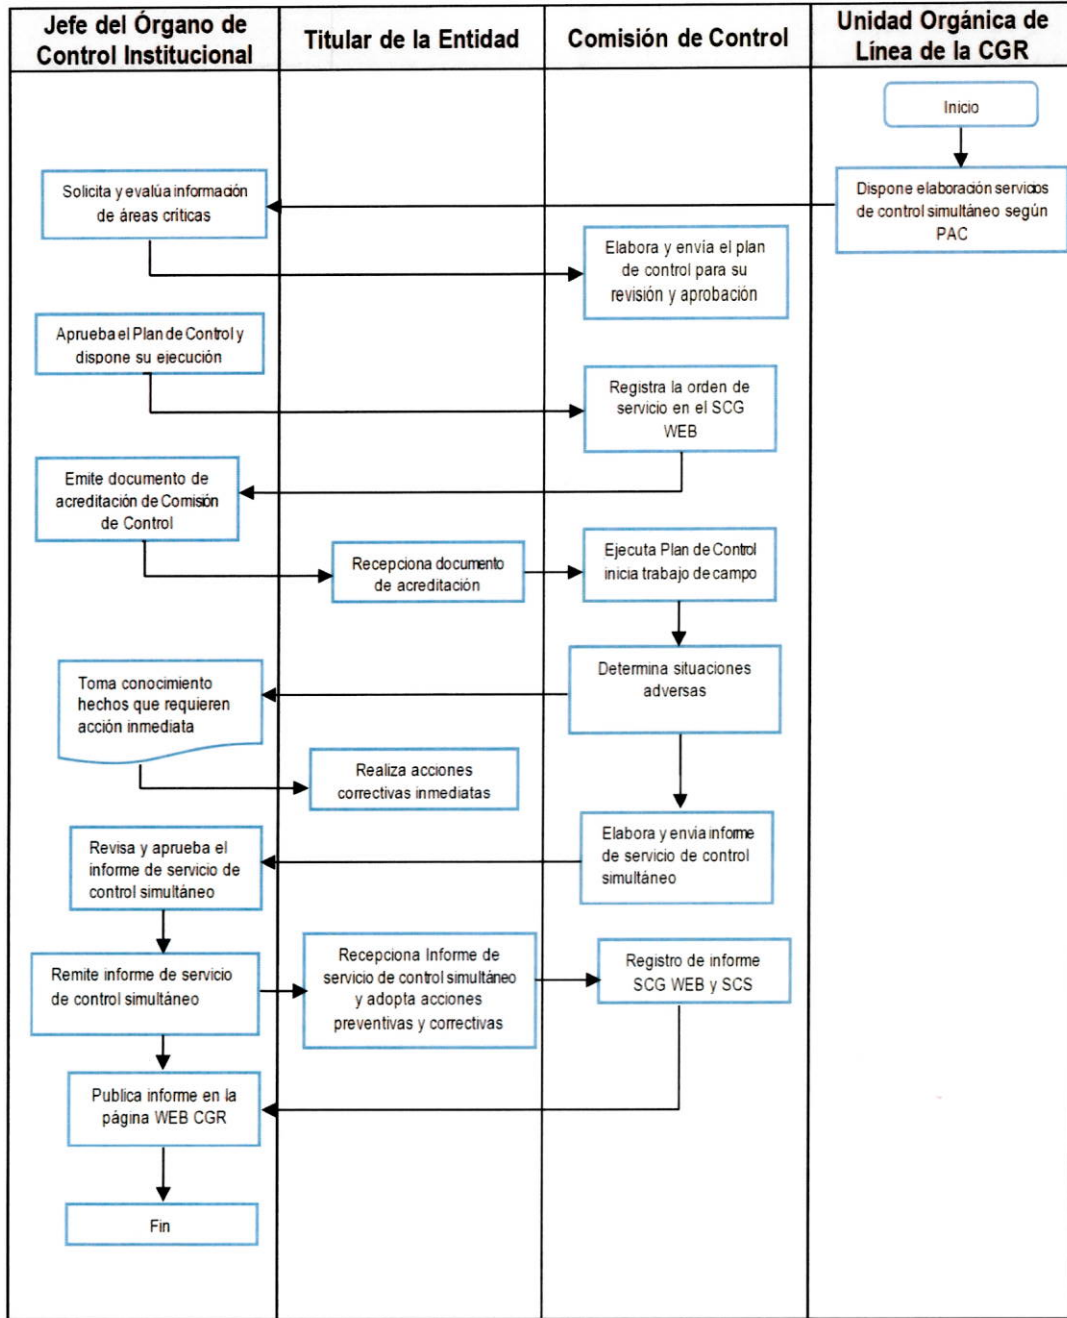 Jefe del Órgano de
Control Institucional
Titular de la Entidad
Comisión de Control
Unidad Orgánica de
Línea de la CGR
Inicio
Dispone elaboración servicios
de control simultáneo según
PAC
Solicita y evalúa información
de áreas críticas
Elabora y envía el plan
de control para su
revisión y aprobación
Aprueba el Plan de Control y
dispone su ejecución
Registra la orden de
servicio en el SCG
WEB
Emite documento de
acreditación de Comisión
de Control
Recepciona documento
de acreditación
Ejecuta Plan de Control
inicia trabajo de campo
Determina situaciones
adversas
Toma conocimiento
hechos que requieren
acción inmediata
Realiza acciones
correctivas inmediatas
Elabora y envía informe
de servicio de control
simultáneo
Revisa y aprueba el
informe de servicio de
control simultáneo
Remite informe de servicio
de control simultáneo
Recepciona Informe de
servicio de control simultáneo
y adopta acciones
preventivas y correctivas
Registro de informe
SCG WEB y SCS
Publica informe en la
página WEB CGR
Fin